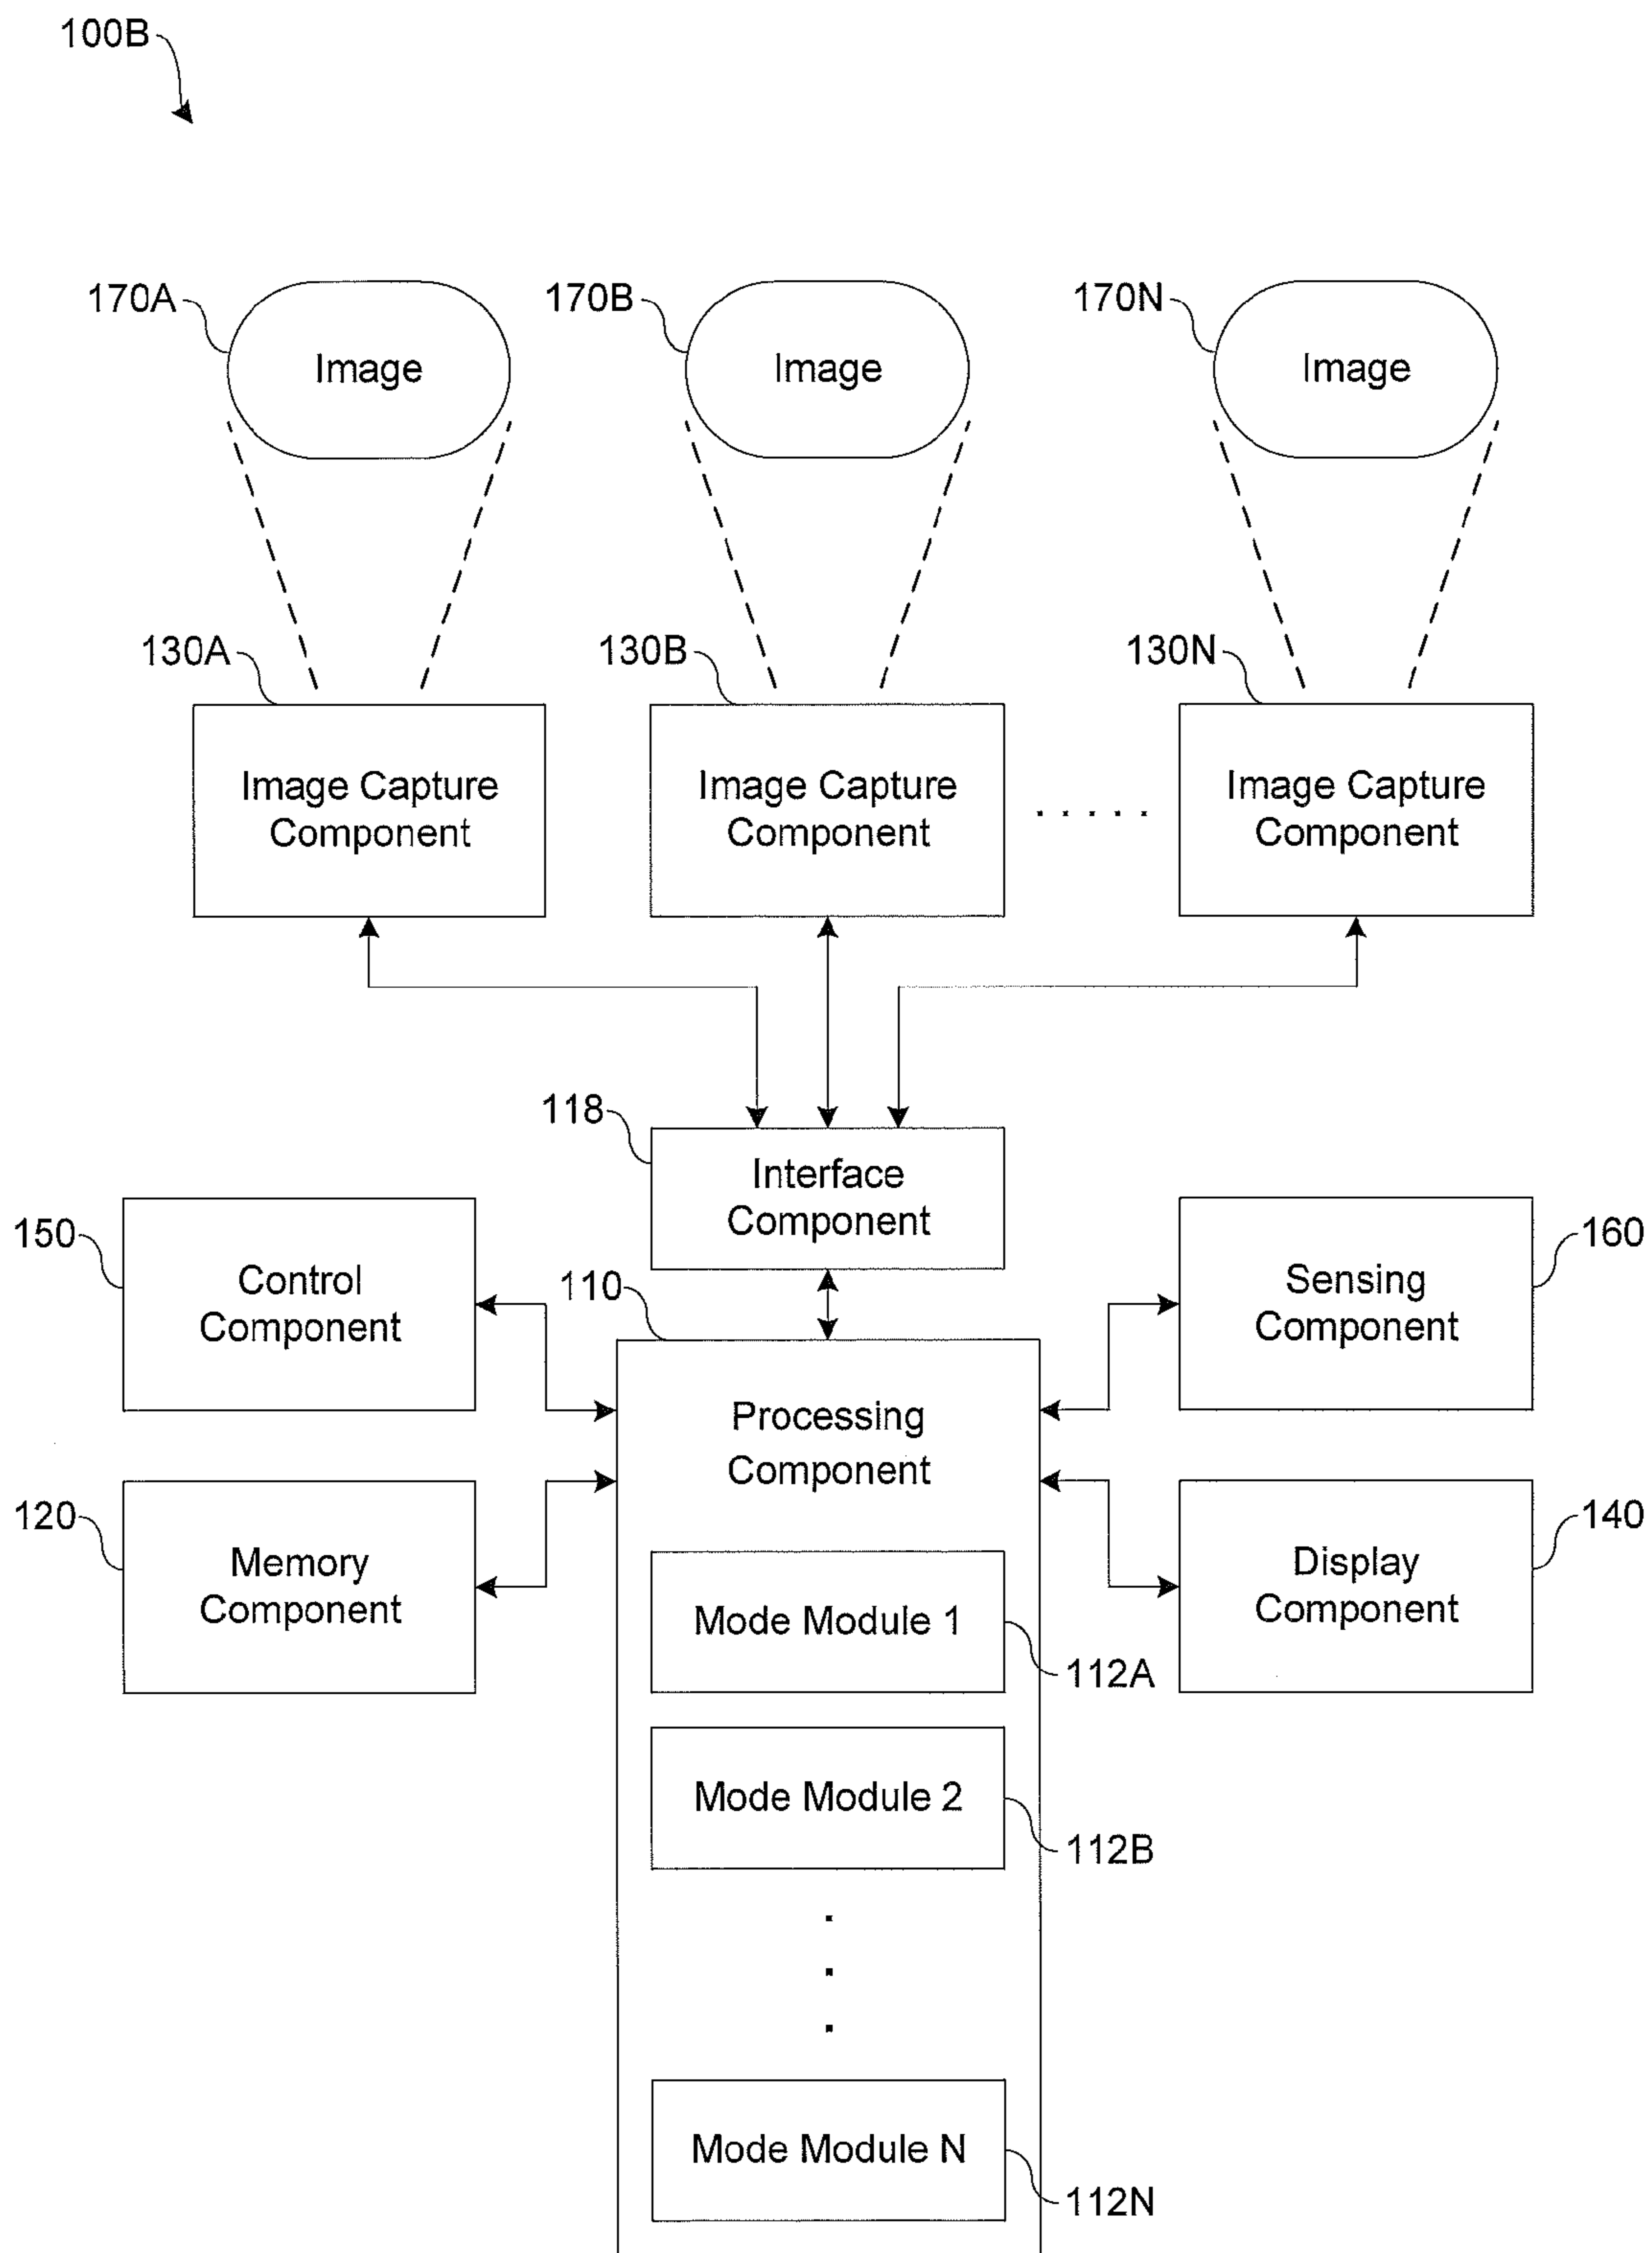 100B
170A
Image
170B
Image
170N
Image
130A
Image Capture
Component
130B
Image Capture
Component
. . . . .
130N
Image Capture
Component
118
Interface
Component
150
Control
Component
110
Processing
Component
160
Sensing
Component
120
Memory
Component
140
Display
Component
Mode Module 1
112A
Mode Module 2
112B
Mode Module N
112N